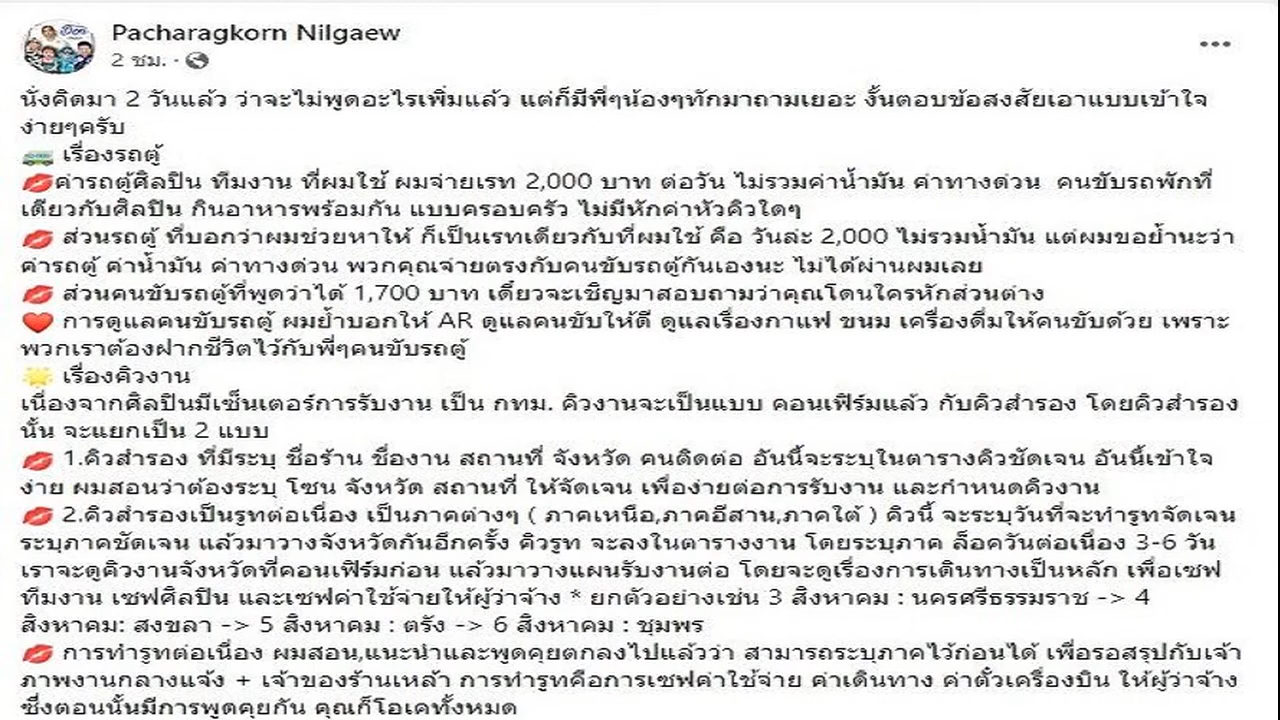 Pacharagkorn Nilgaew
2 ชม.
นั่งคิดมา 2 วันแล้ว ว่าจะไม่พูดอะไรเพิ่มแล้ว แต่ก็มีพี่ๆน้องๆทักมาถามเยอะ งั้นตอบข้อสงสัยเอาแบบเข้าใจ
ง่ายๆครับ
🚐 เรื่องรถตู้
💋ค่ารถตู้ศิลปิน ทีมงาน ที่ผมใช้ ผมจ่ายเรท 2,000 บาท ต่อวัน ไม่รวมค่าน้ำมัน ค่าทางด่วน คนขับรถพักที่
เดียวกับศิลปิน กินอาหารพร้อมกัน แบบครอบครัว ไม่มีหักค่าหัวคิวใดๆ
💋 ส่วนรถตู้ ที่บอกว่าผมช่วยหาให้ ก็เป็นเรทเดียวกับที่ผมใช้ คือ วันล่ะ 2,000 ไม่รวมน้ำมัน แต่ผมขอย้ำนะว่า
ค่ารถตู้ ค่าน้ำมัน ค่าทางด่วน พวกคุณจ่ายตรงกับคนขับรถตู้กันเองนะ ไม่ได้ผ่านผมเลย
💋 ส่วนคนขับรถตู้ที่พูดว่าได้ 1,700 บาท เดี๋ยวจะเชิญมาสอบถามว่าคุณโดนใครหักส่วนต่าง
❤️ การดูแลคนขับรถตู้ ผมย้ำบอกให้ AR ดูแลคนขับให้ดี ดูแลเรื่องกาแฟ ขนม เครื่องดื่มให้คนขับด้วย เพราะ
พวกเราต้องฝากชีวิตไว้กับพี่ๆคนขับรถตู้
🌟 เรื่องคิวงาน
เนื่องจากศิลปินมีเซ็นเตอร์การรับงาน เป็น กทม. คิวงานจะเป็นแบบ คอนเฟิร์มแล้ว กับคิวสำรอง โดยคิวสำรอง
นั้น จะแยกเป็น 2 แบบ
💋 1.คิวสำรอง ที่มีระบุ ชื่อร้าน ชื่องาน สถานที่ จังหวัด คนติดต่อ อันนี้จะระบุในตารางคิวชัดเจน อันนี้เข้าใจ
ง่าย ผมสอนว่าต้องระบุ โซน จังหวัด สถานที่ ให้จัดเจน เพื่อง่ายต่อการรับงาน และกำหนดคิวงาน
💋 2.คิวสำรองเป็นรูทต่อเนื่อง เป็นภาคต่างๆ ( ภาคเหนือ,ภาคอีสาน,ภาคใต้ ) คิวนี้ จะระบุวันที่จะทำรูทจัดเจน
ระบุภาคชัดเจน แล้วมาวางจังหวัดกันอีกครั้ง คิวรูท จะลงในตารางงาน โดยระบุภาค ล็อควันต่อเนื่อง 3-6 วัน
เราจะดูคิวงานจังหวัดที่คอนเฟิร์มก่อน แล้วมาวางแผนรับงานต่อ โดยจะดูเรื่องการเดินทางเป็นหลัก เพื่อเซฟ
ทีมงาน เซฟศิลปิน และเซฟค่าใช้จ่ายให้ผู้ว่าจ้าง * ยกตัวอย่างเช่น 3 สิงหาคม : นครศรีธรรมราช -> 4
สิงหาคม: สงขลา -> 5 สิงหาคม : ตรัง -> 6 สิงหาคม : ชุมพร
💋 การทำรูทต่อเนื่อง ผมสอน,แนะนำและพูดคุยตกลงไปแล้วว่า สามารถระบุภาคไว้ก่อนได้ เพื่อรอสรุปกับเจ้า
ภาพงานกลางแจ้ง + เจ้าของร้านเหล้า การทำรูทคือการเซฟค่าใช้จ่าย ค่าเดินทาง ค่าตั๋วเครื่องบิน ให้ผู้ว่าจ้าง
ซึ่งตอนนั้นมีการพูดคุยกัน คุณก็โอเคทั้งหมด